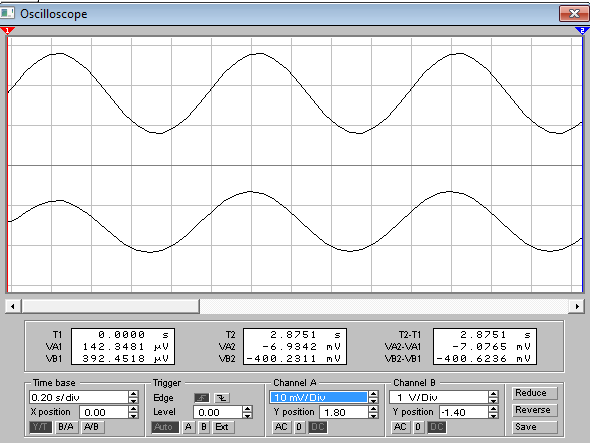 Oscilloscope
1 2
T1 0.0000 s T2 2.8751 s T2-T1 2.8751 s
VA1 142.3481 µV VA2 -6.9342 mV VA2-VA1 -7.0765 mV
VB1 392.4518 µV VB2 -400.2311 mV VB2-VB1 -400.6236 mV
Time base Trigger Channel A Channel B Reduce
0.20 s/div Edge 10 mV/Div 1 V/Div
X position 0.00 Level 0.00 Y position 1.80 Y position -1.40 Reverse
Y/T B/A A/B Auto A B Ext AC 0 DC AC 0 DC Save